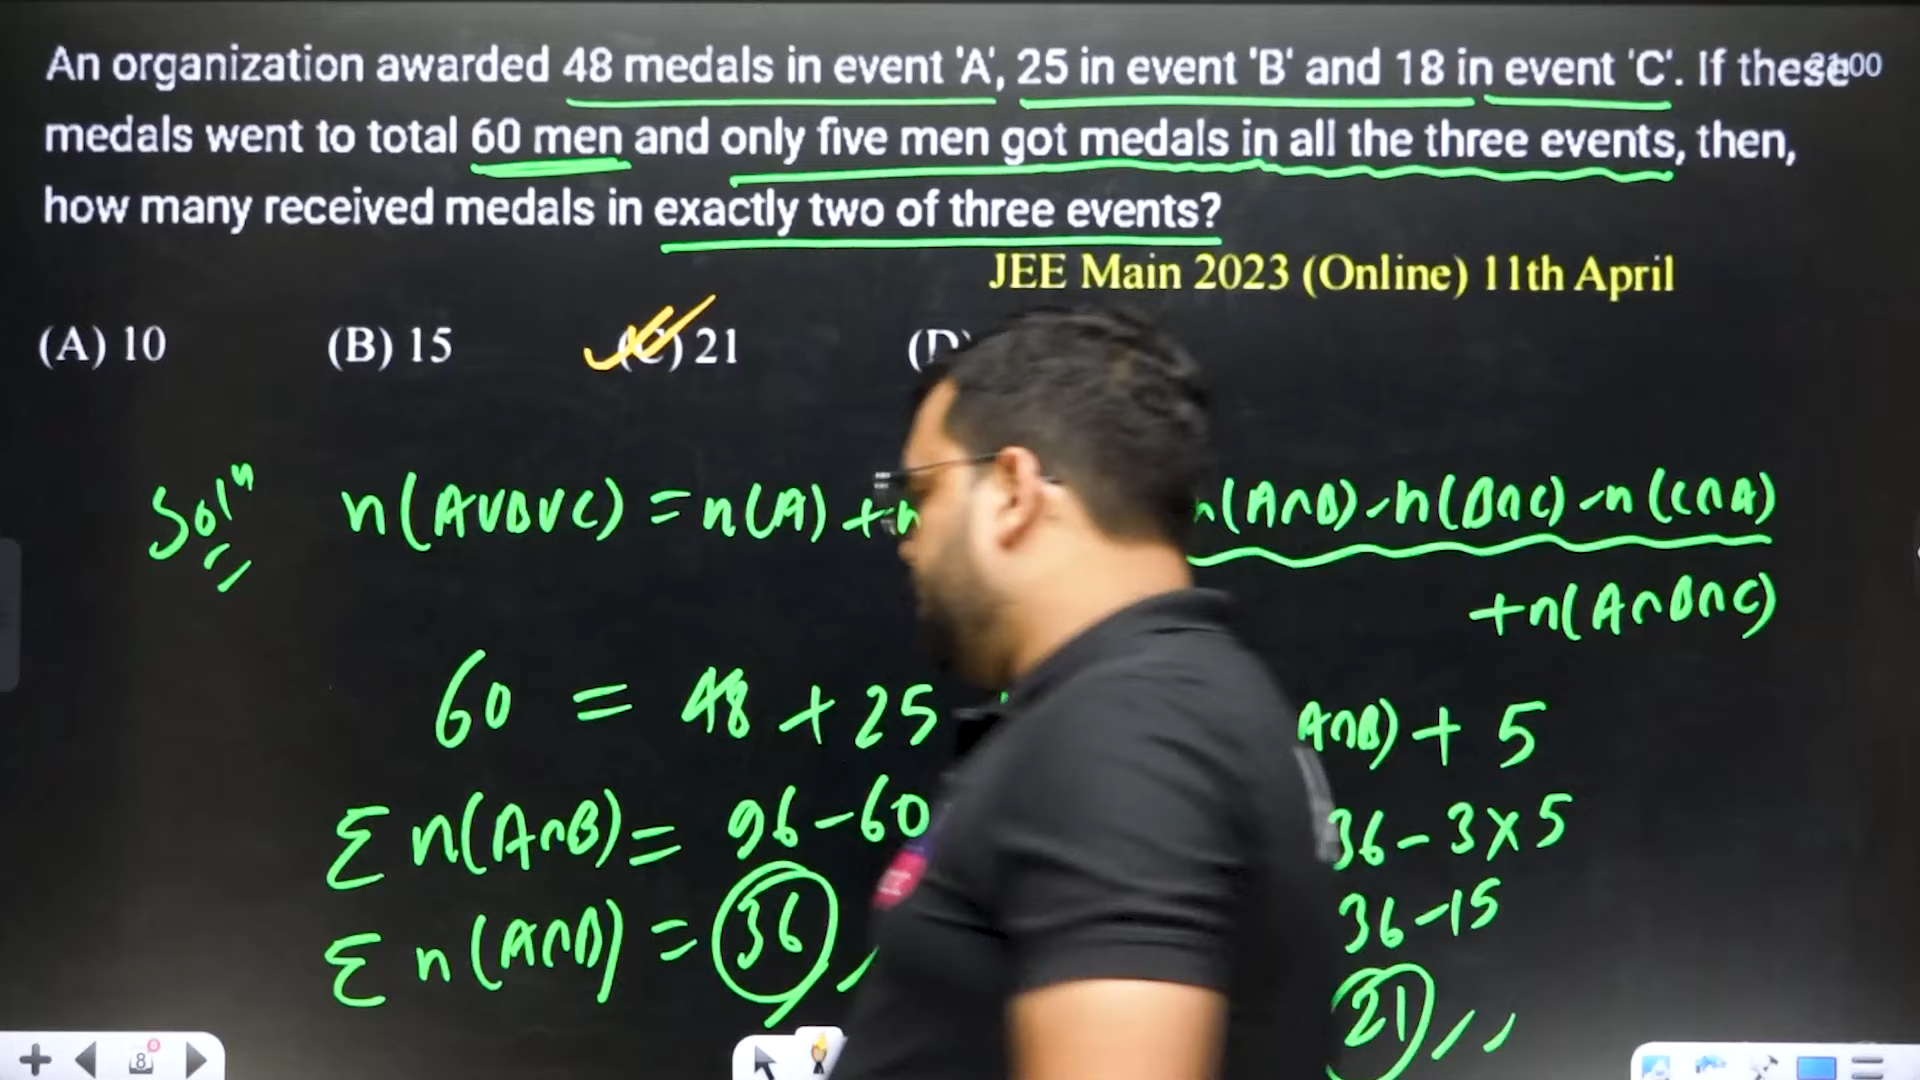 An organization awarded 48 medals in event 'A', 25 in event 'B' and 18 in event 'C'. If these
medals went to total 60 men and only five men got medals in all the three events, then,
how many received medals in exactly two of three events?
JEE Main 2023 (Online) 11th April
(A) 10 (B) 15 (C) 21 (D)
Solⁿ n(A∪B∪C) = n(A) + n(A∩B) - n(B∩C) - n(C∩A)
+ n(A∩B∩C)
60 = 48 + 25 A∩B) + 5
Σ n(A∩B) = 96 - 60 36 - 3 × 5
Σ n(A∩B) = 36 36 - 15
21
8